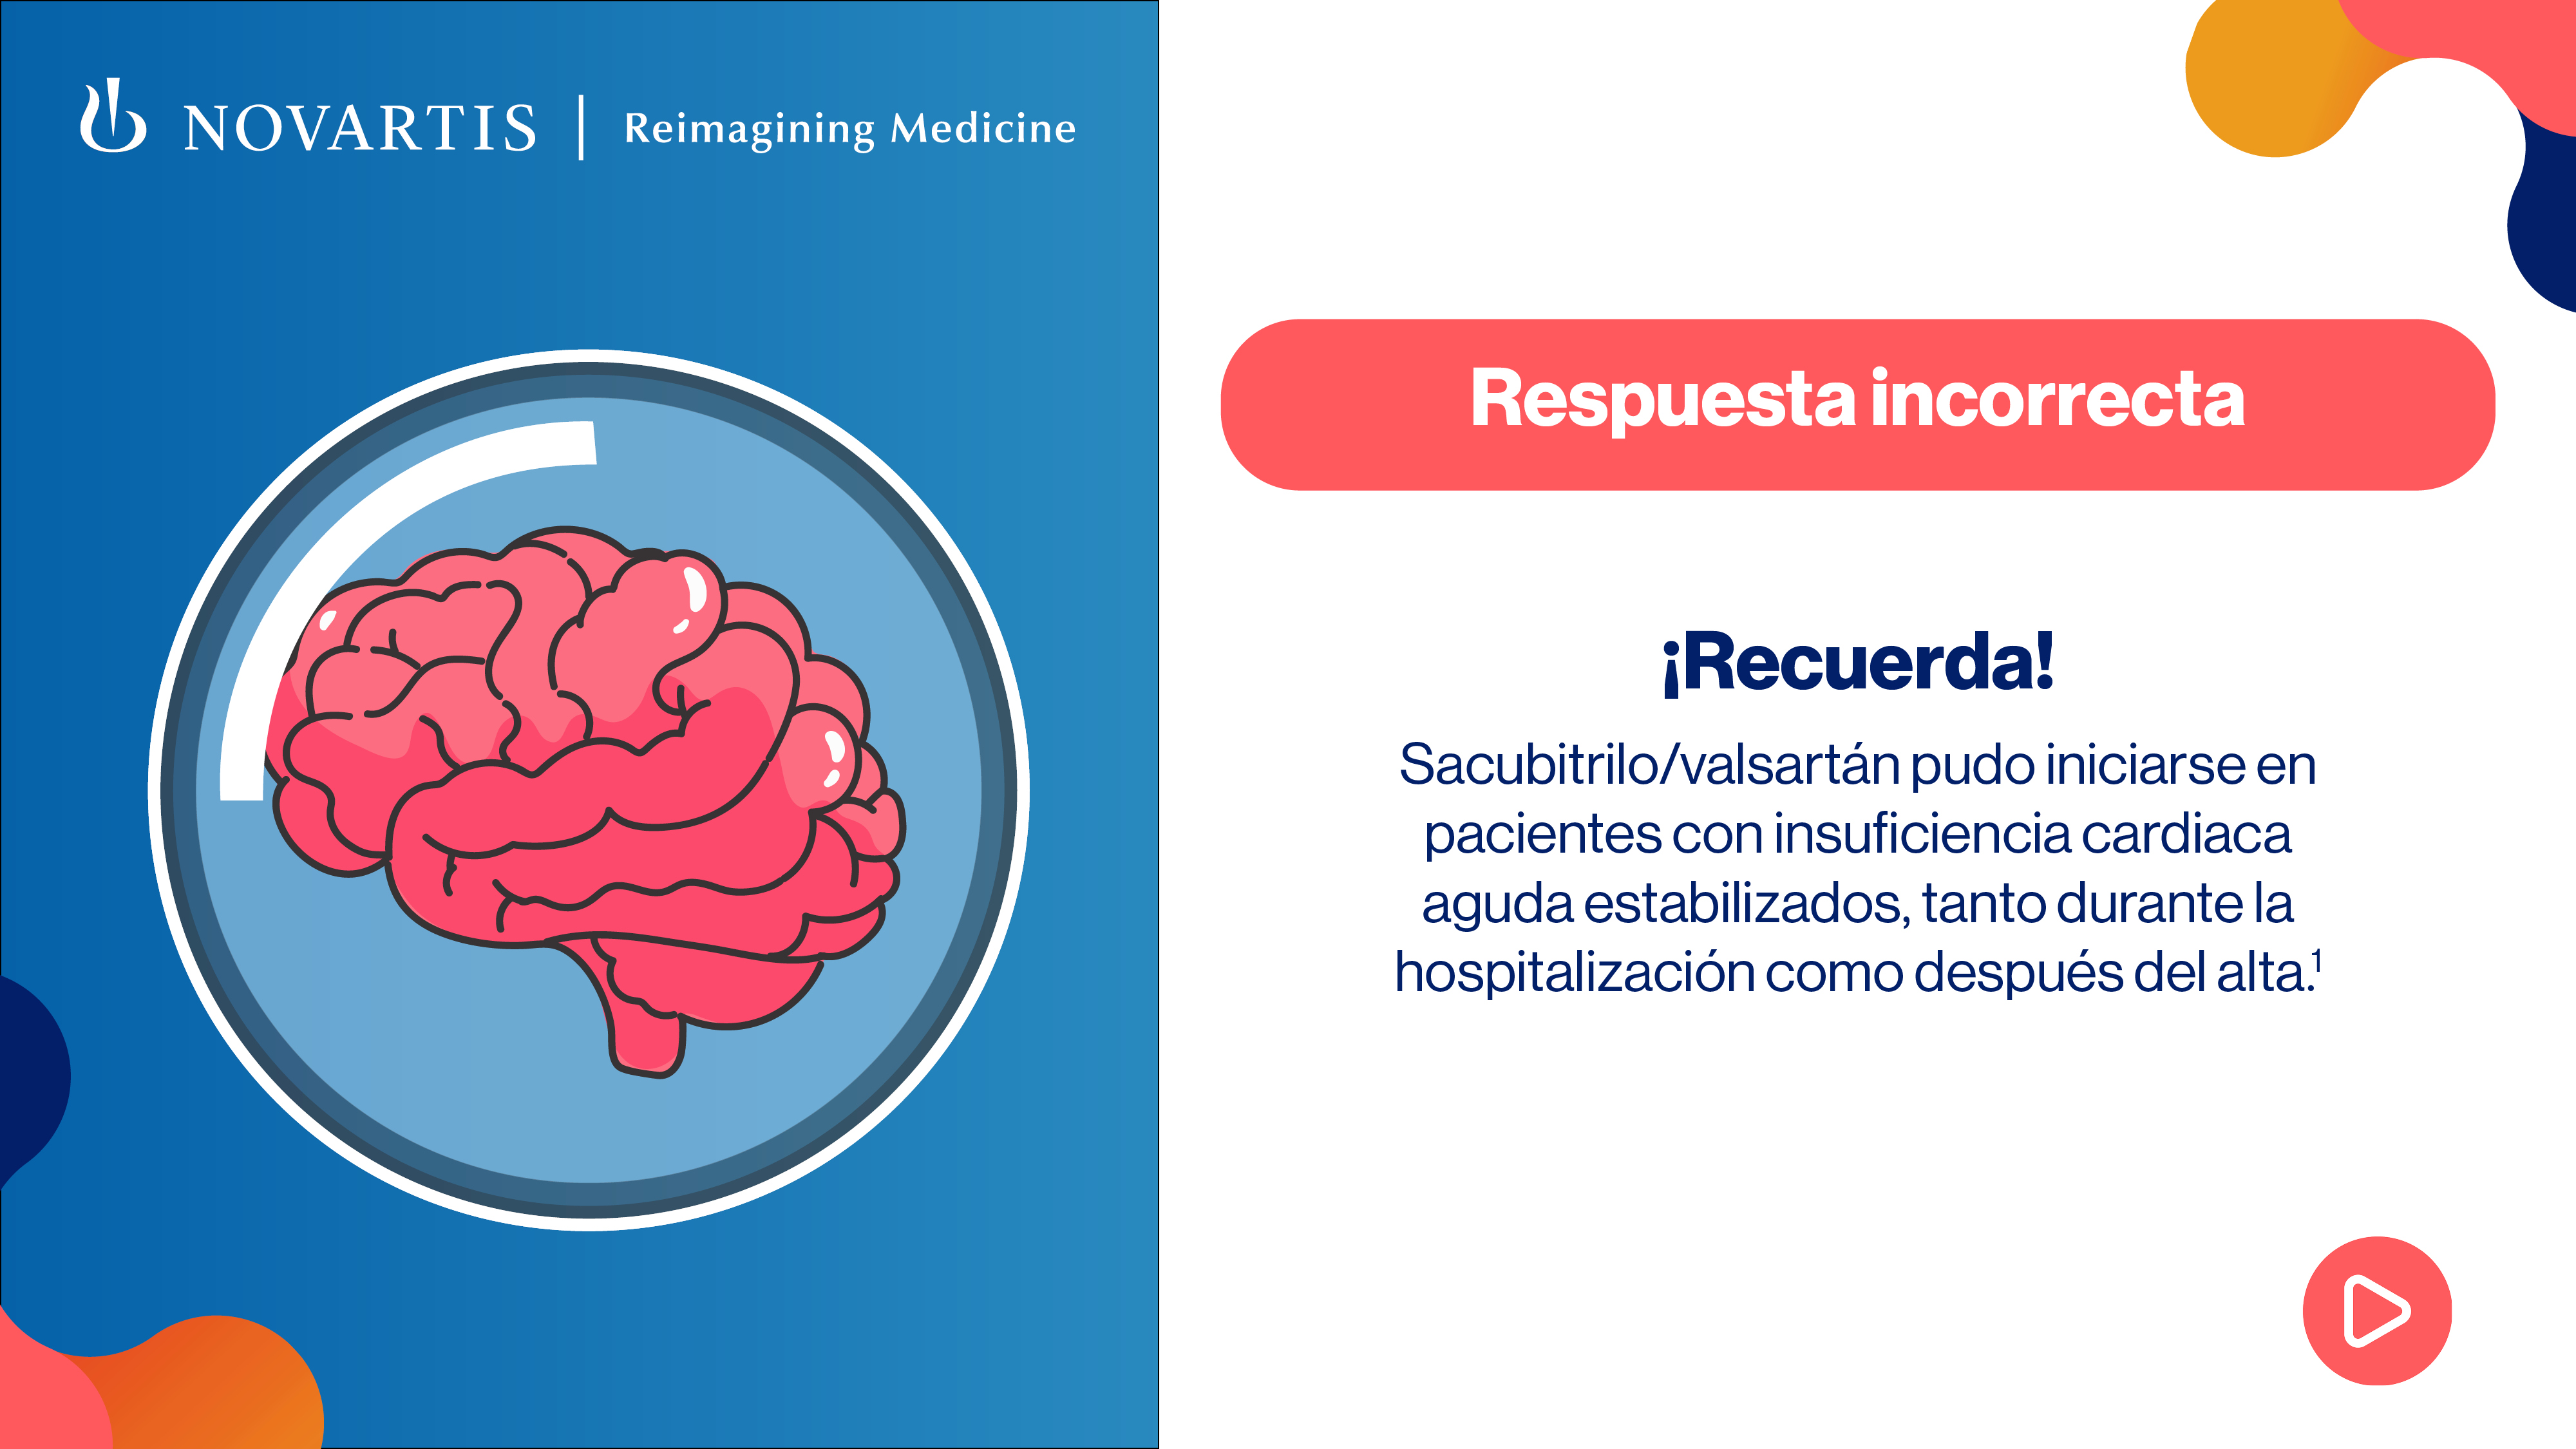 NOVARTIS | Reimagining Medicine
Respuesta incorrecta
¡Recuerda!
Sacubitrilo/valsartán pudo iniciarse en
pacientes con insuficiencia cardiaca
aguda estabilizados, tanto durante la
hospitalización como después del alta.¹